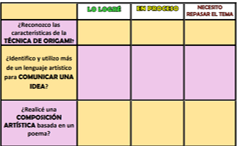 LO LOGRÉ
EN PROCESO
NECESITO
REPASAR EL TEMA
¿Reconozco las
características de la
TÉCNICA DE ORIGAMI?
¿Identifico y utilizo más
de un lenguaje artístico
para COMUNICAR UNA
IDEA?
¿Realicé una
COMPOSICIÓN
ARTÍSTICA basada en un
poema?